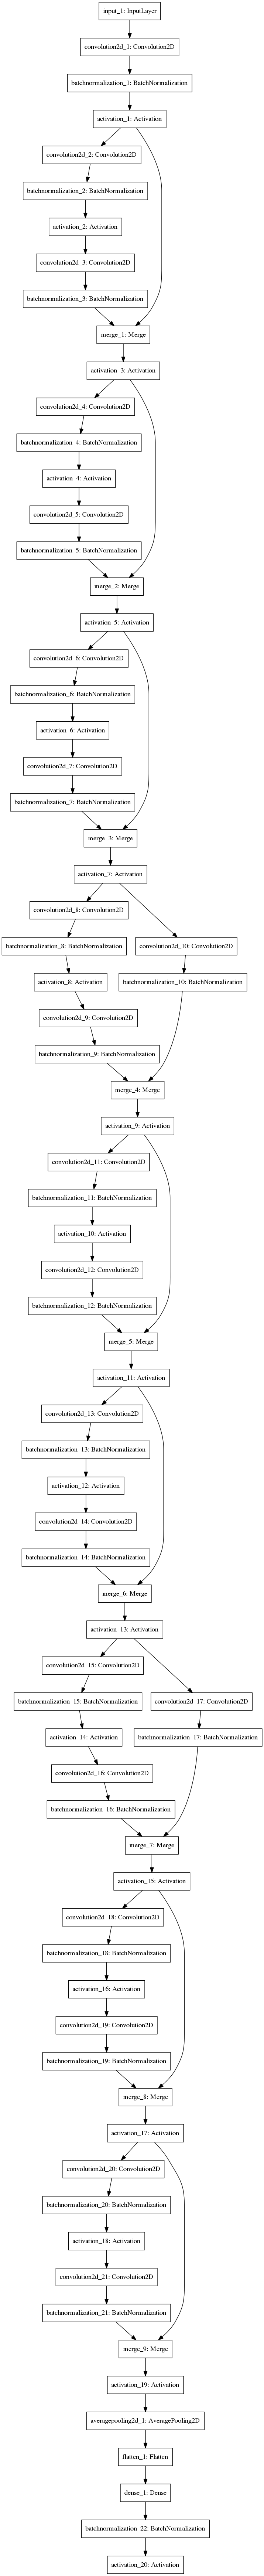 input_1: InputLayer
convolution2d_1: Convolution2D
batchnormalization_1: BatchNormalization
activation_1: Activation
convolution2d_2: Convolution2D
batchnormalization_2: BatchNormalization
activation_2: Activation
convolution2d_3: Convolution2D
batchnormalization_3: BatchNormalization
merge_1: Merge
activation_3: Activation
convolution2d_4: Convolution2D
batchnormalization_4: BatchNormalization
activation_4: Activation
convolution2d_5: Convolution2D
batchnormalization_5: BatchNormalization
merge_2: Merge
activation_5: Activation
convolution2d_6: Convolution2D
batchnormalization_6: BatchNormalization
activation_6: Activation
convolution2d_7: Convolution2D
batchnormalization_7: BatchNormalization
merge_3: Merge
activation_7: Activation
convolution2d_8: Convolution2D
batchnormalization_8: BatchNormalization
convolution2d_10: Convolution2D
activation_8: Activation
batchnormalization_10: BatchNormalization
convolution2d_9: Convolution2D
batchnormalization_9: BatchNormalization
merge_4: Merge
activation_9: Activation
convolution2d_11: Convolution2D
batchnormalization_11: BatchNormalization
activation_10: Activation
convolution2d_12: Convolution2D
batchnormalization_12: BatchNormalization
merge_5: Merge
activation_11: Activation
convolution2d_13: Convolution2D
batchnormalization_13: BatchNormalization
activation_12: Activation
convolution2d_14: Convolution2D
batchnormalization_14: BatchNormalization
merge_6: Merge
activation_13: Activation
convolution2d_15: Convolution2D
batchnormalization_15: BatchNormalization
convolution2d_17: Convolution2D
activation_14: Activation
batchnormalization_17: BatchNormalization
convolution2d_16: Convolution2D
batchnormalization_16: BatchNormalization
merge_7: Merge
activation_15: Activation
convolution2d_18: Convolution2D
batchnormalization_18: BatchNormalization
activation_16: Activation
convolution2d_19: Convolution2D
batchnormalization_19: BatchNormalization
merge_8: Merge
activation_17: Activation
convolution2d_20: Convolution2D
batchnormalization_20: BatchNormalization
activation_18: Activation
convolution2d_21: Convolution2D
batchnormalization_21: BatchNormalization
merge_9: Merge
activation_19: Activation
averagepooling2d_1: AveragePooling2D
flatten_1: Flatten
dense_1: Dense
batchnormalization_22: BatchNormalization
activation_20: Activation